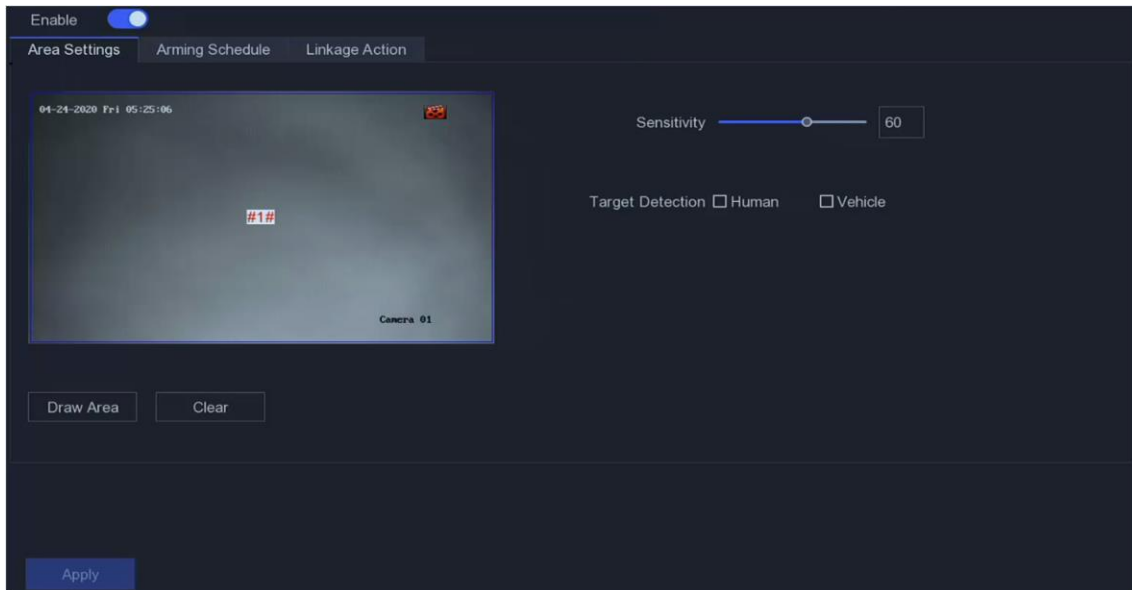 Enable
Area Settings Arming Schedule Linkage Action
04-24-2020 Fri 05:25:06
Sensitivity 60
Target Detection Human Vehicle
#1#
Camera 01
Draw Area Clear
Apply